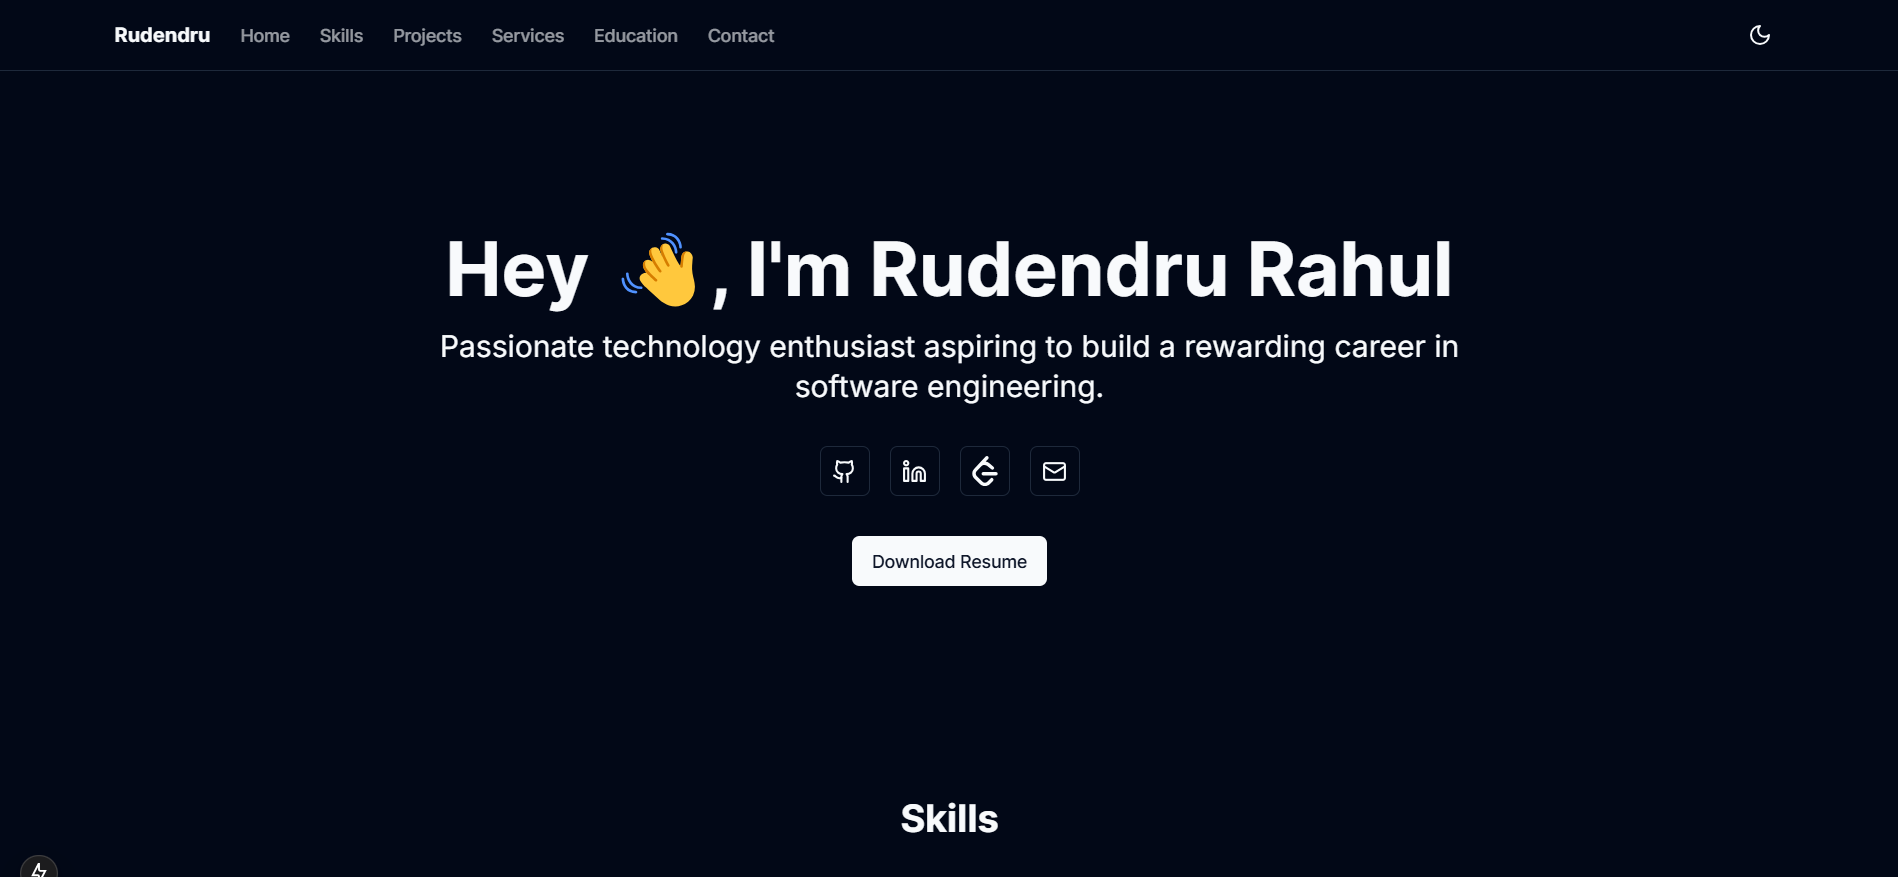 Rudendru Home Skills Projects Services Education Contact
Hey 👋, I'm Rudendru Rahul
Passionate technology enthusiast aspiring to build a rewarding career in
software engineering.
Download Resume
Skills